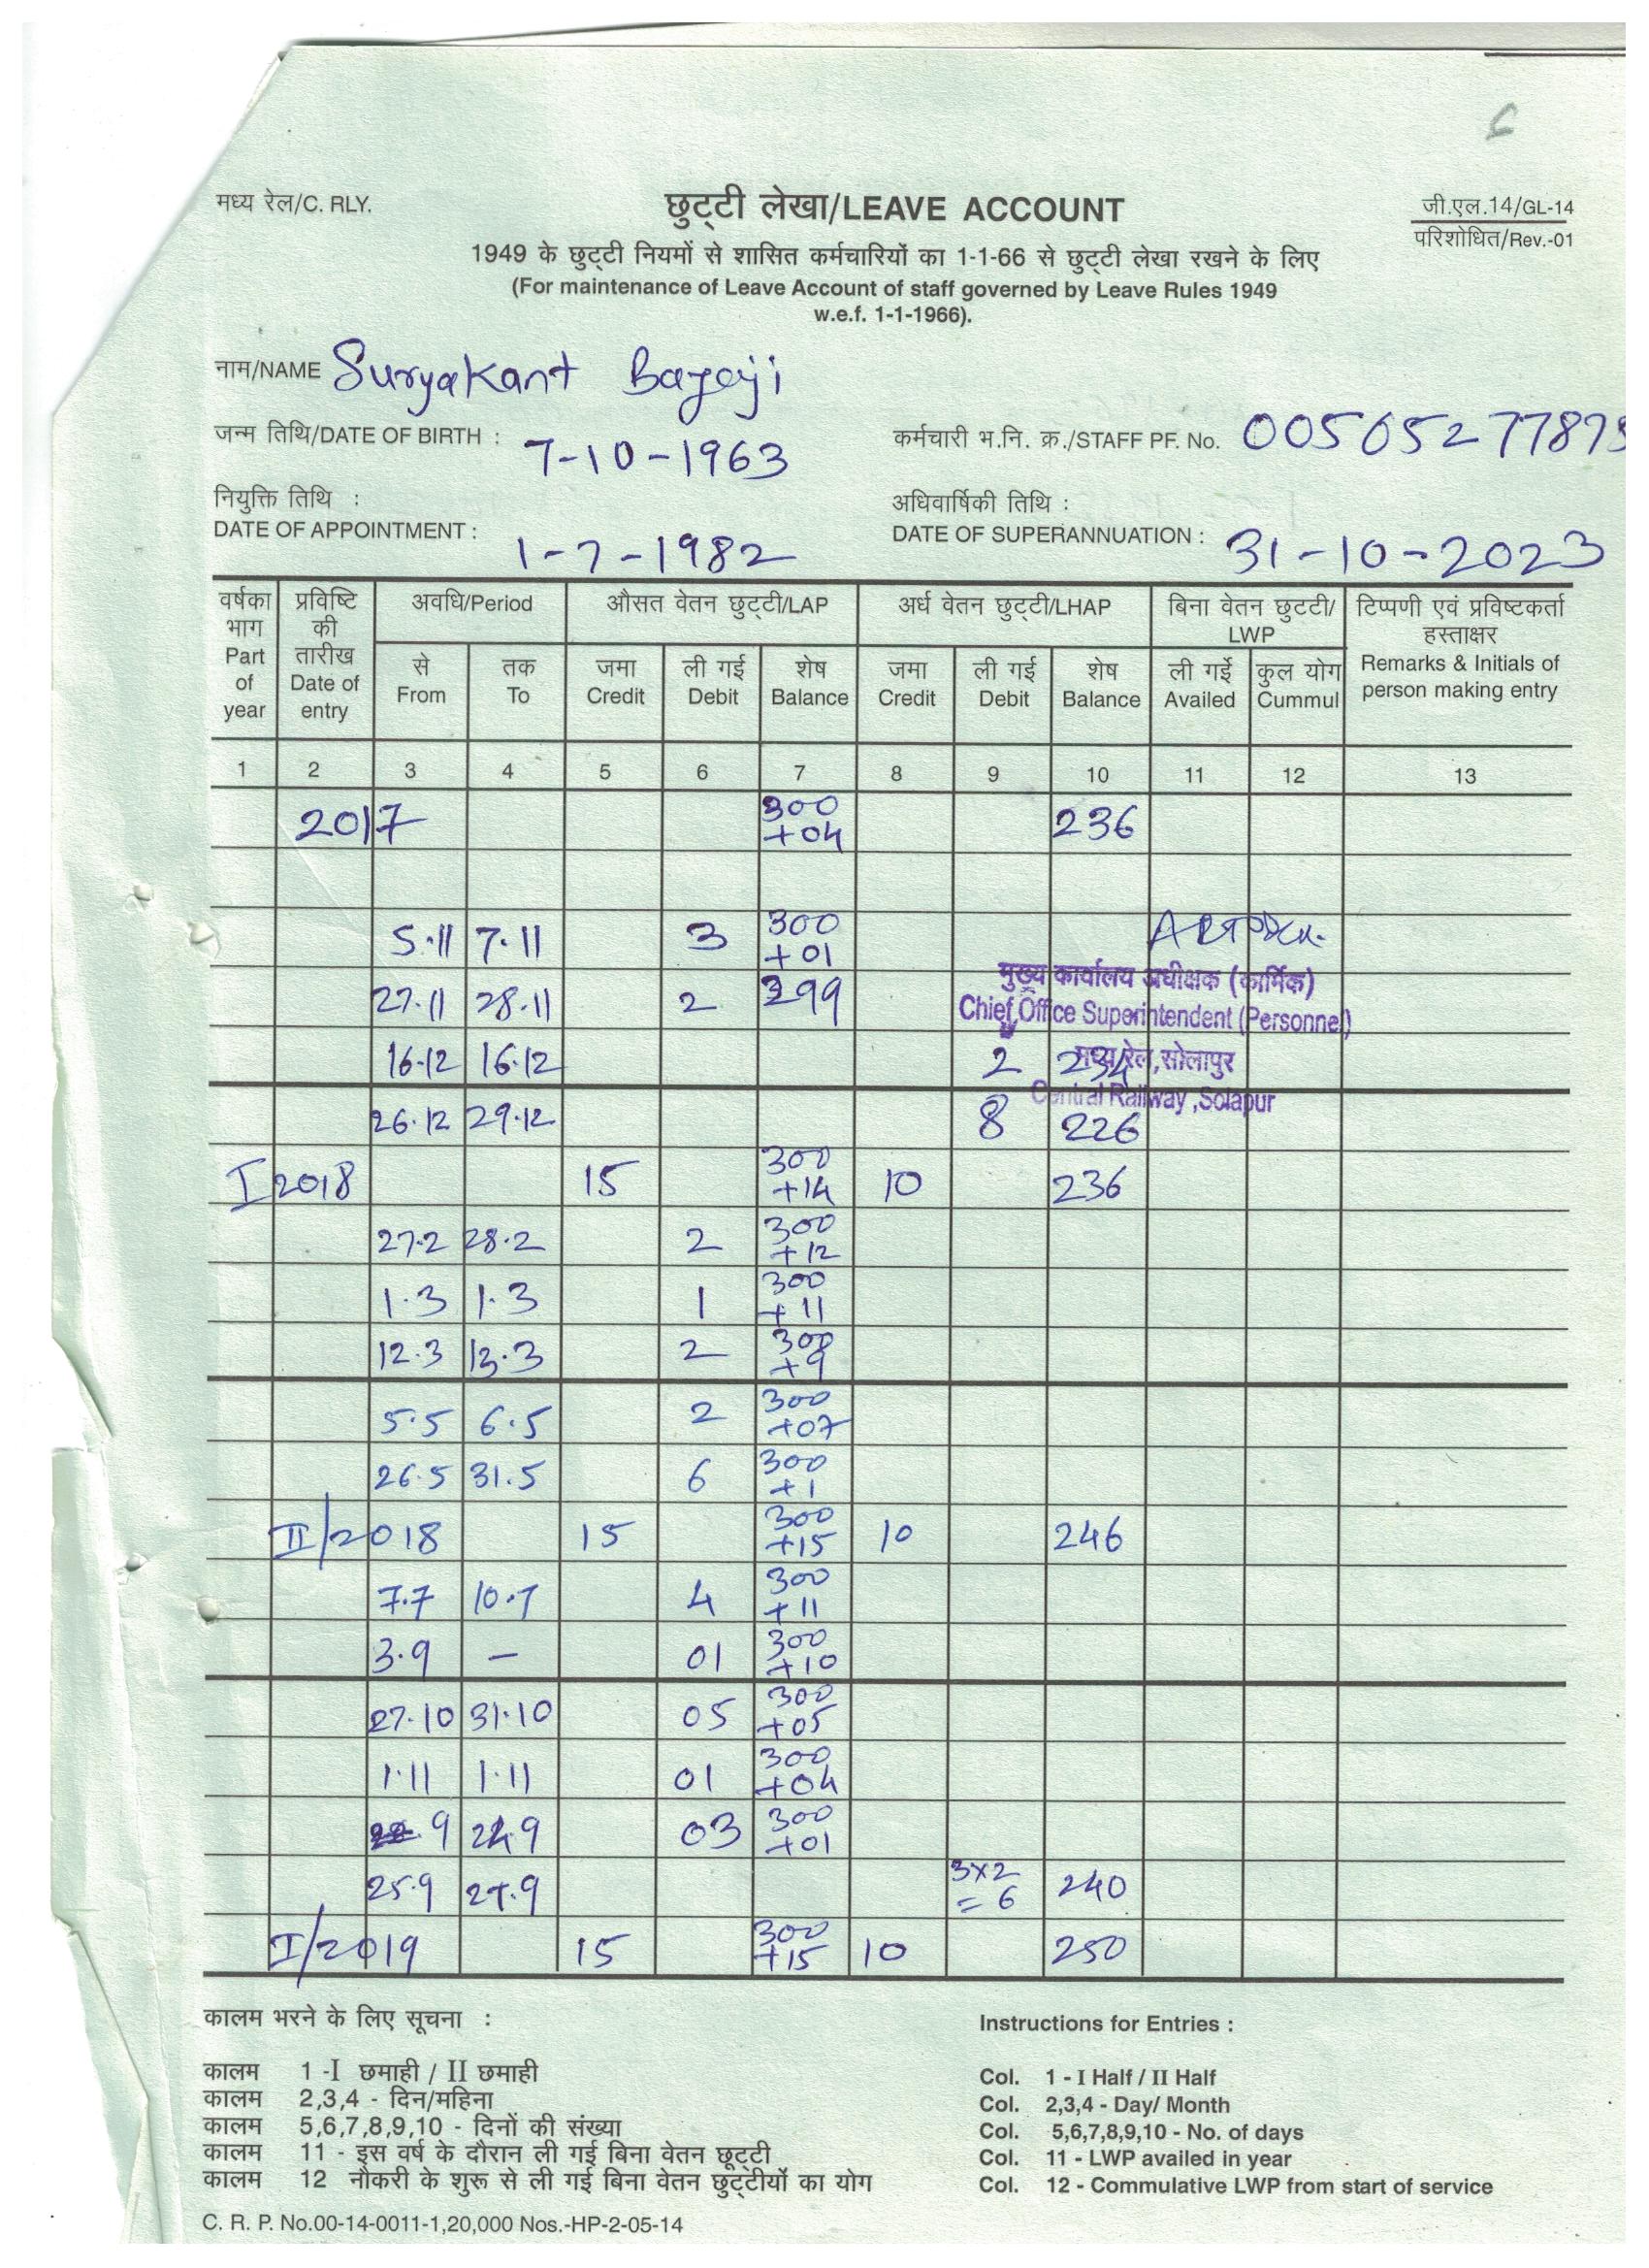 मध्य रेल/C. RLY.
छुट्टी लेखा/LEAVE ACCOUNT
जी.एल.14/GL-14
परिशोधित/Rev.-01
1949 के छुट्टी नियमों से शासित कर्मचारियों का 1-1-66 से छुट्टी लेखा रखने के लिए
(For maintenance of Leave Account of staff governed by Leave Rules 1949
w.e.f. 1-1-1966).
नाम/NAME Suryakant
जन्म तिथि/DATE OF BIRTH : 7-10-1963
कर्मचारी भ.नि. क्र./STAFF PF. No. 0050527789
नियुक्ति तिथि :
DATE OF APPOINTMENT : 1-7-1982
अधिवार्षिकी तिथि :
DATE OF SUPERANNUATION : 31-10-2023
वर्षका भाग Part of year
प्रविष्टि की तारीख Date of entry
अवधि/Period
औसत वेतन छुट्टी/LAP
अर्ध वेतन छुट्टी/LHAP
बिना वेतन छुटटी/ LWP
टिप्पणी एवं प्रविष्टकर्ता हस्ताक्षर Remarks & Initials of person making entry
से From
तक To
जमा Credit
ली गई Debit
शेष Balance
जमा Credit
ली गई Debit
शेष Balance
ली गई Availed
कुल योग Cummul
1 2 3 4 5 6 7 8 9 10 11 12 13
2017 300 +04 236
5.11 7.11 3 300 +01
मुख्य कार्यालय अधीक्षक (कार्मिक)
27.11 28.11 2 299
Chief Office Superintendent (Personnel)
16-12 16.12 2 234
मध्य रेल,सोलापुर
Central Railway ,Solapur
26.12 29.12 8 226
I 2018 15 300 +14 10 236
27.2 28.2 2 300 +12
1.3 1.3 1 300 +11
12.3 13.3 2 300 +9
5.5 6.5 2 300 +07
26.5 31.5 6 300 +1
II/2018 15 300 +15 10 246
7.7 10.7 4 300 +11
3.9 — 01 300 +10
27.10 31.10 05 300 +05
1.11 1.11 01 300 +04
.9 24.9 03 300 +01
25.9 27.9 3×2 = 6 240
I/2019 15 300 +15 10 250
कालम भरने के लिए सूचना :
कालम 1 -I छमाही / II छमाही
कालम 2,3,4 - दिन/महिना
कालम 5,6,7,8,9,10 - दिनों की संख्या
कालम 11 - इस वर्ष के दौरान ली गई बिना वेतन छूट्टी
कालम 12 नौकरी के शुरू से ली गई बिना वेतन छुट्टीयों का योग
Instructions for Entries :
Col. 1 - I Half / II Half
Col. 2,3,4 - Day/ Month
Col. 5,6,7,8,9,10 - No. of days
Col. 11 - LWP availed in year
Col. 12 - Commulative LWP from start of service
C. R. P. No.00-14-0011-1,20,000 Nos.-HP-2-05-14